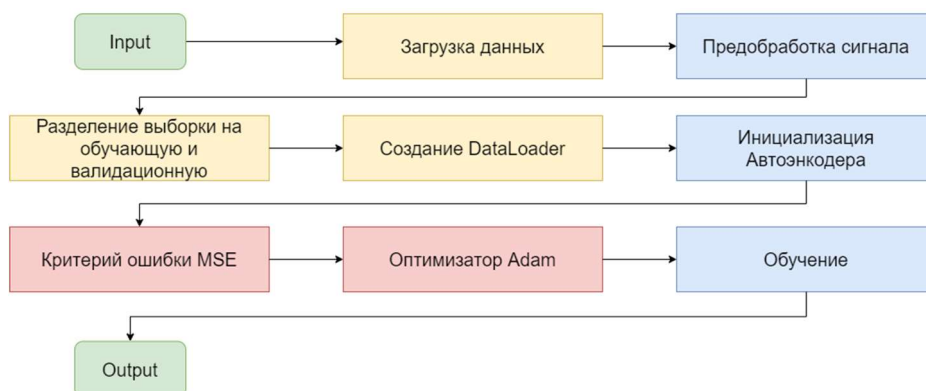 Input
Загрузка данных
Предобработка сигнала
Разделение выборки на
обучающую и
валидационную
Создание DataLoader
Инициализация
Автоэнкодера
Критерий ошибки MSE
Оптимизатор Adam
Обучение
Output